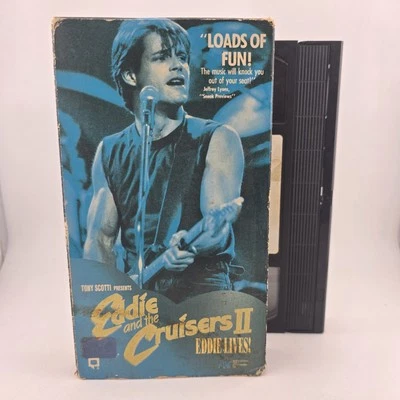 "LOADS OF
FUN!
The music will knock you
out of your seat!"
Jeffrey Lyons,
"Sneak Previews"
TONY SCOTTI PRESENTS
Eddie
and the
Cruisers II
EDDIE LIVES!